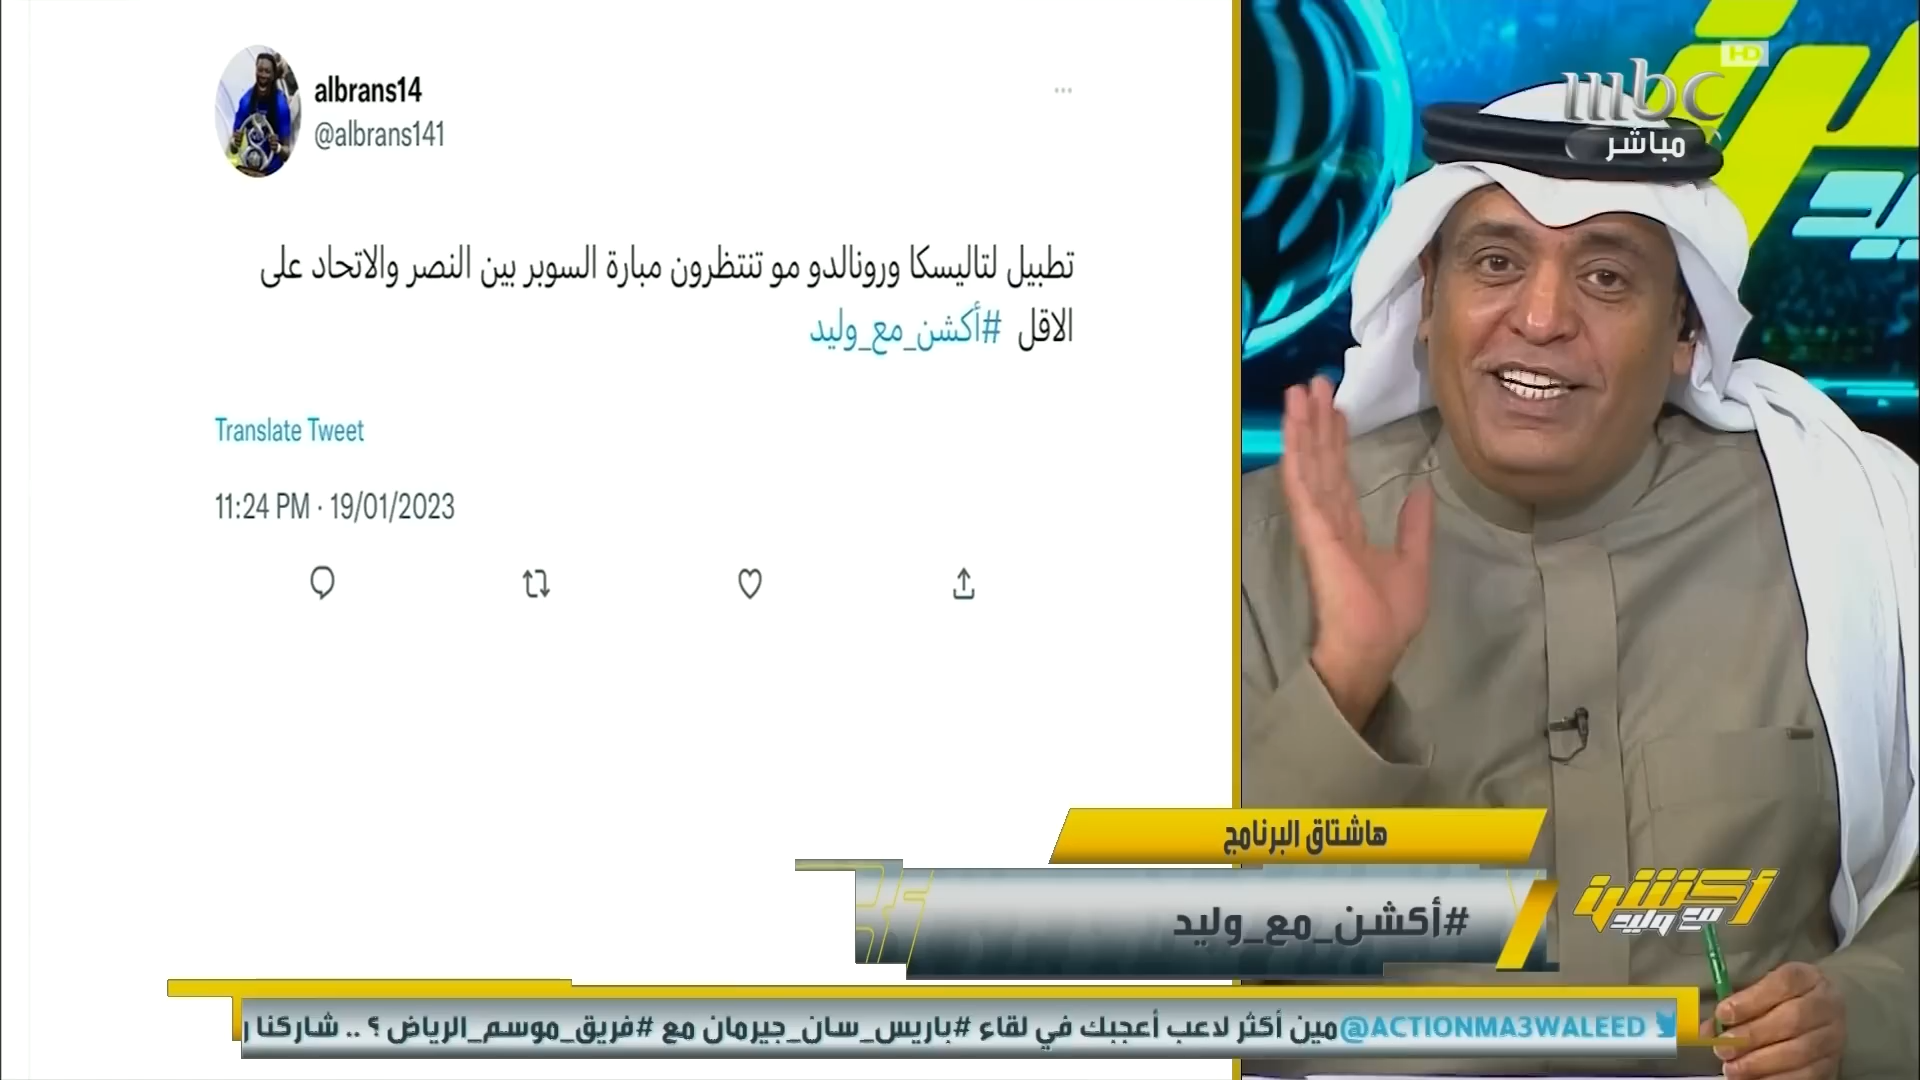 albrans14
@albrans141
تطبيل لتاليسكا ورونالدو مو تنتظرون مبارة السوبر بين النصر والاتحاد على
الاقل #أكشن_مع_وليد
Translate Tweet
11:24 PM · 19/01/2023
HD
mbc
مباشر
هاشتاق البرنامج
#أكشن_مع_وليد
أكشن
مع وليد
@ACTIONMA3WALEED مين أكثر لاعب أعجبك في لقاء #باريس_سان_جيرمان مع #فريق_موسم_الرياض ؟ .. شاركنا